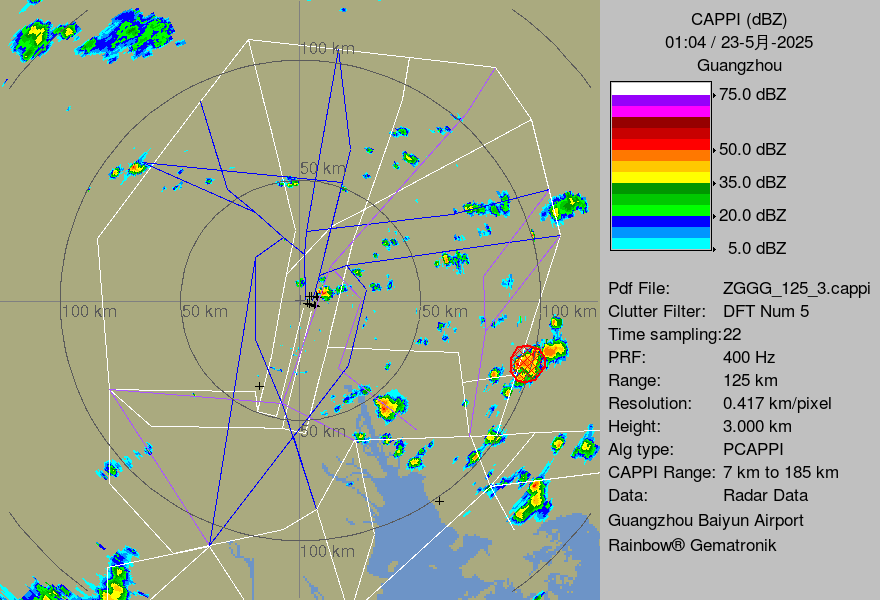 CAPPI (dBZ)
01:04 / 23-5月-2025
Guangzhou
75.0 dBZ
50.0 dBZ
35.0 dBZ
20.0 dBZ
5.0 dBZ
Pdf File: ZGGG_125_3.cappi
Clutter Filter: DFT Num 5
Time sampling:22
PRF: 400 Hz
Range: 125 km
Resolution: 0.417 km/pixel
Height: 3.000 km
Alg type: PCAPPI
CAPPI Range: 7 km to 185 km
Data: Radar Data
Guangzhou Baiyun Airport
Rainbow® Gematronik
100 km
50 km
100 km
50 km
50 km
100 km
50 km
100 km